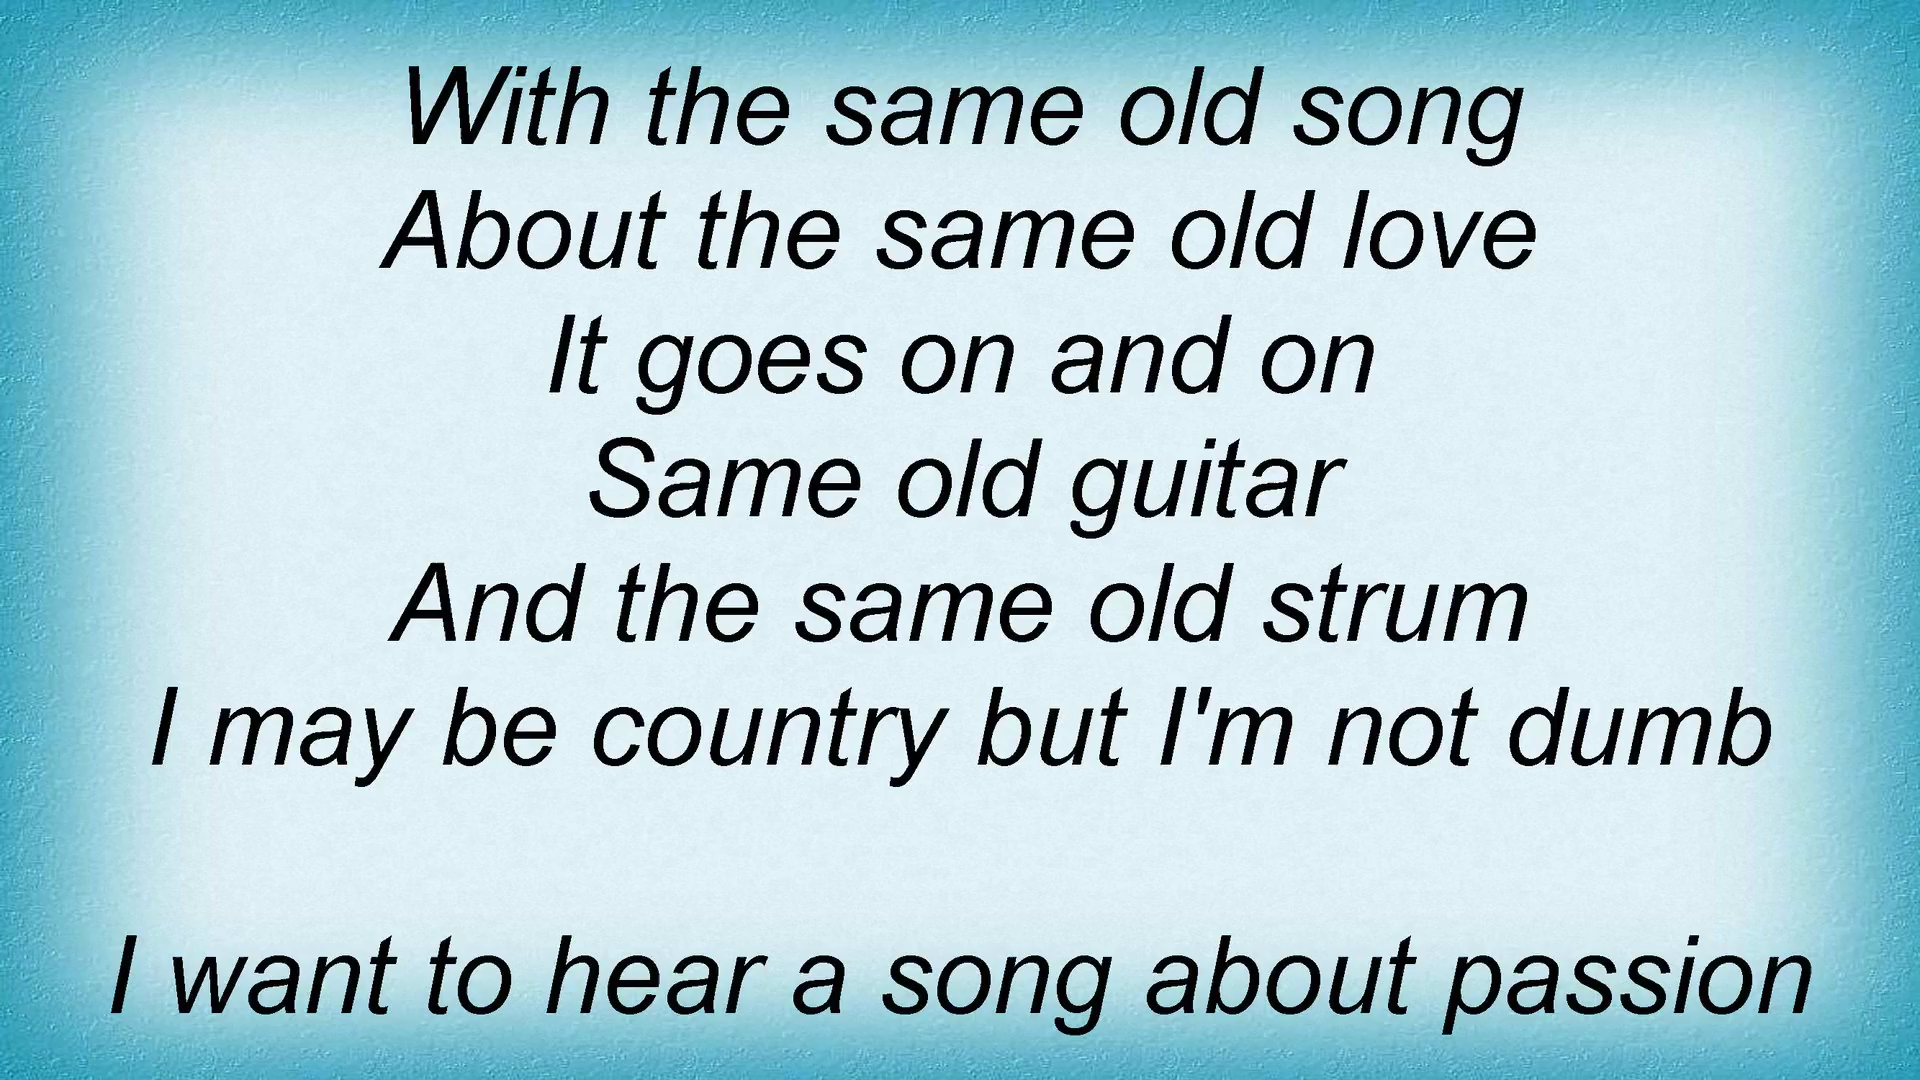 With the same old song
About the same old love
It goes on and on
Same old guitar
And the same old strum
I may be country but I'm not dumb
I want to hear a song about passion